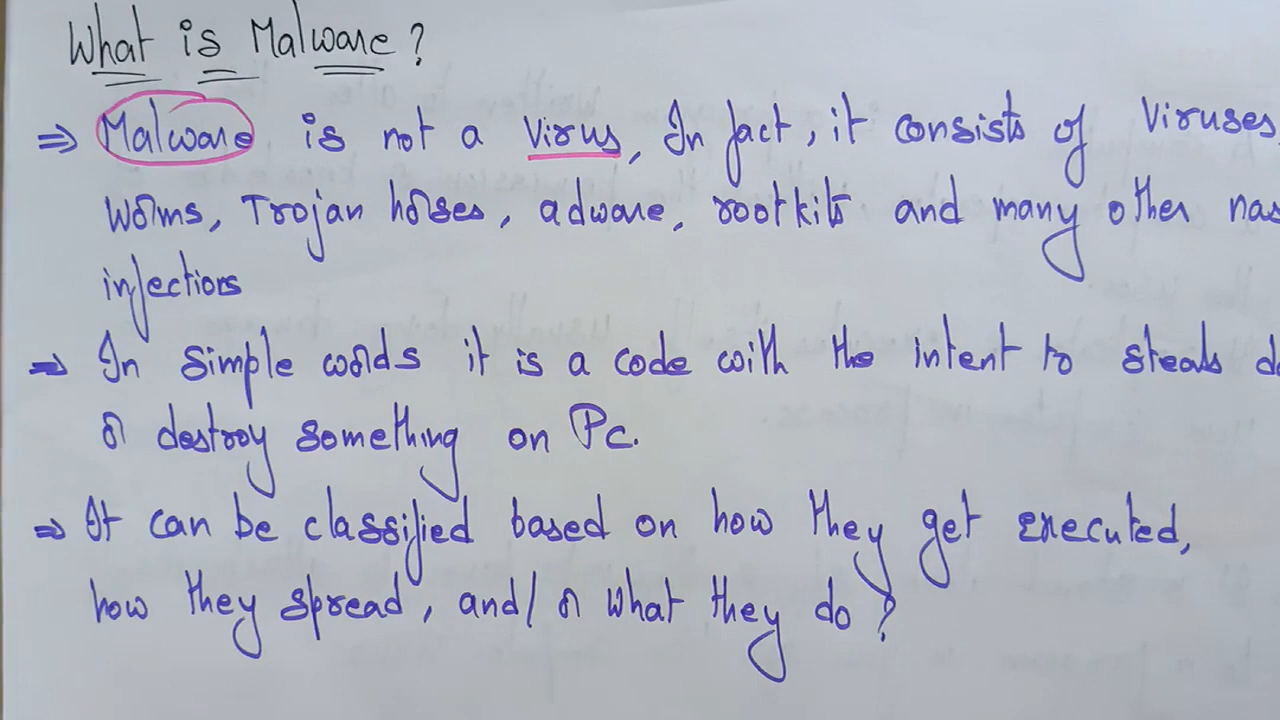 What is Malware?
⇒ Malware is not a Virus, In fact, it consists of Viruses,
Worms, Trojan horses, adware, rootkits and many other nas
infections
⇒ In simple words it is a code with the intent to steals d
or destroy something on Pc.
⇒ It can be classified based on how they get executed,
how they spread, and/or what they do?